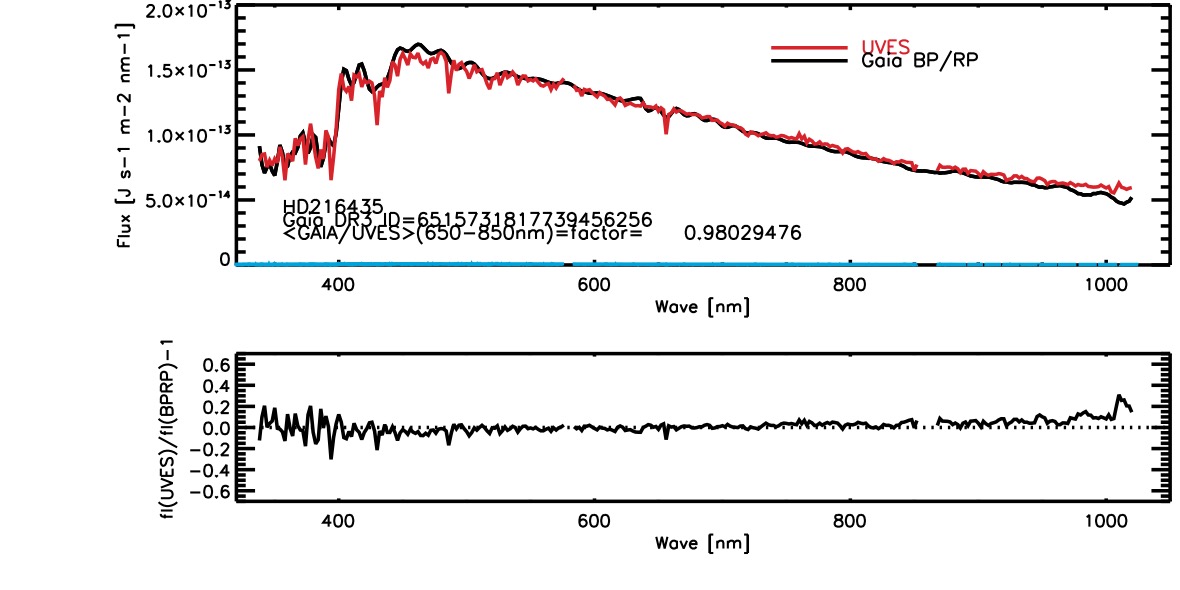 2.0×10−13
1.5×10−13
1.0×10−13
5.0×10−14
0
Flux [J s−1 m−2 nm−1]
UVES
Gaia BP/RP
HD216435
Gaia DR3 ID=6515731817739456256
<GAIA/UVES>(650−850nm)=factor= 0.98029476
400 600 800 1000
Wave [nm]
fl(UVES)/fl(BPRP)−1
0.6
0.4
0.2
0.0
−0.2
−0.4
−0.6
400 600 800 1000
Wave [nm]